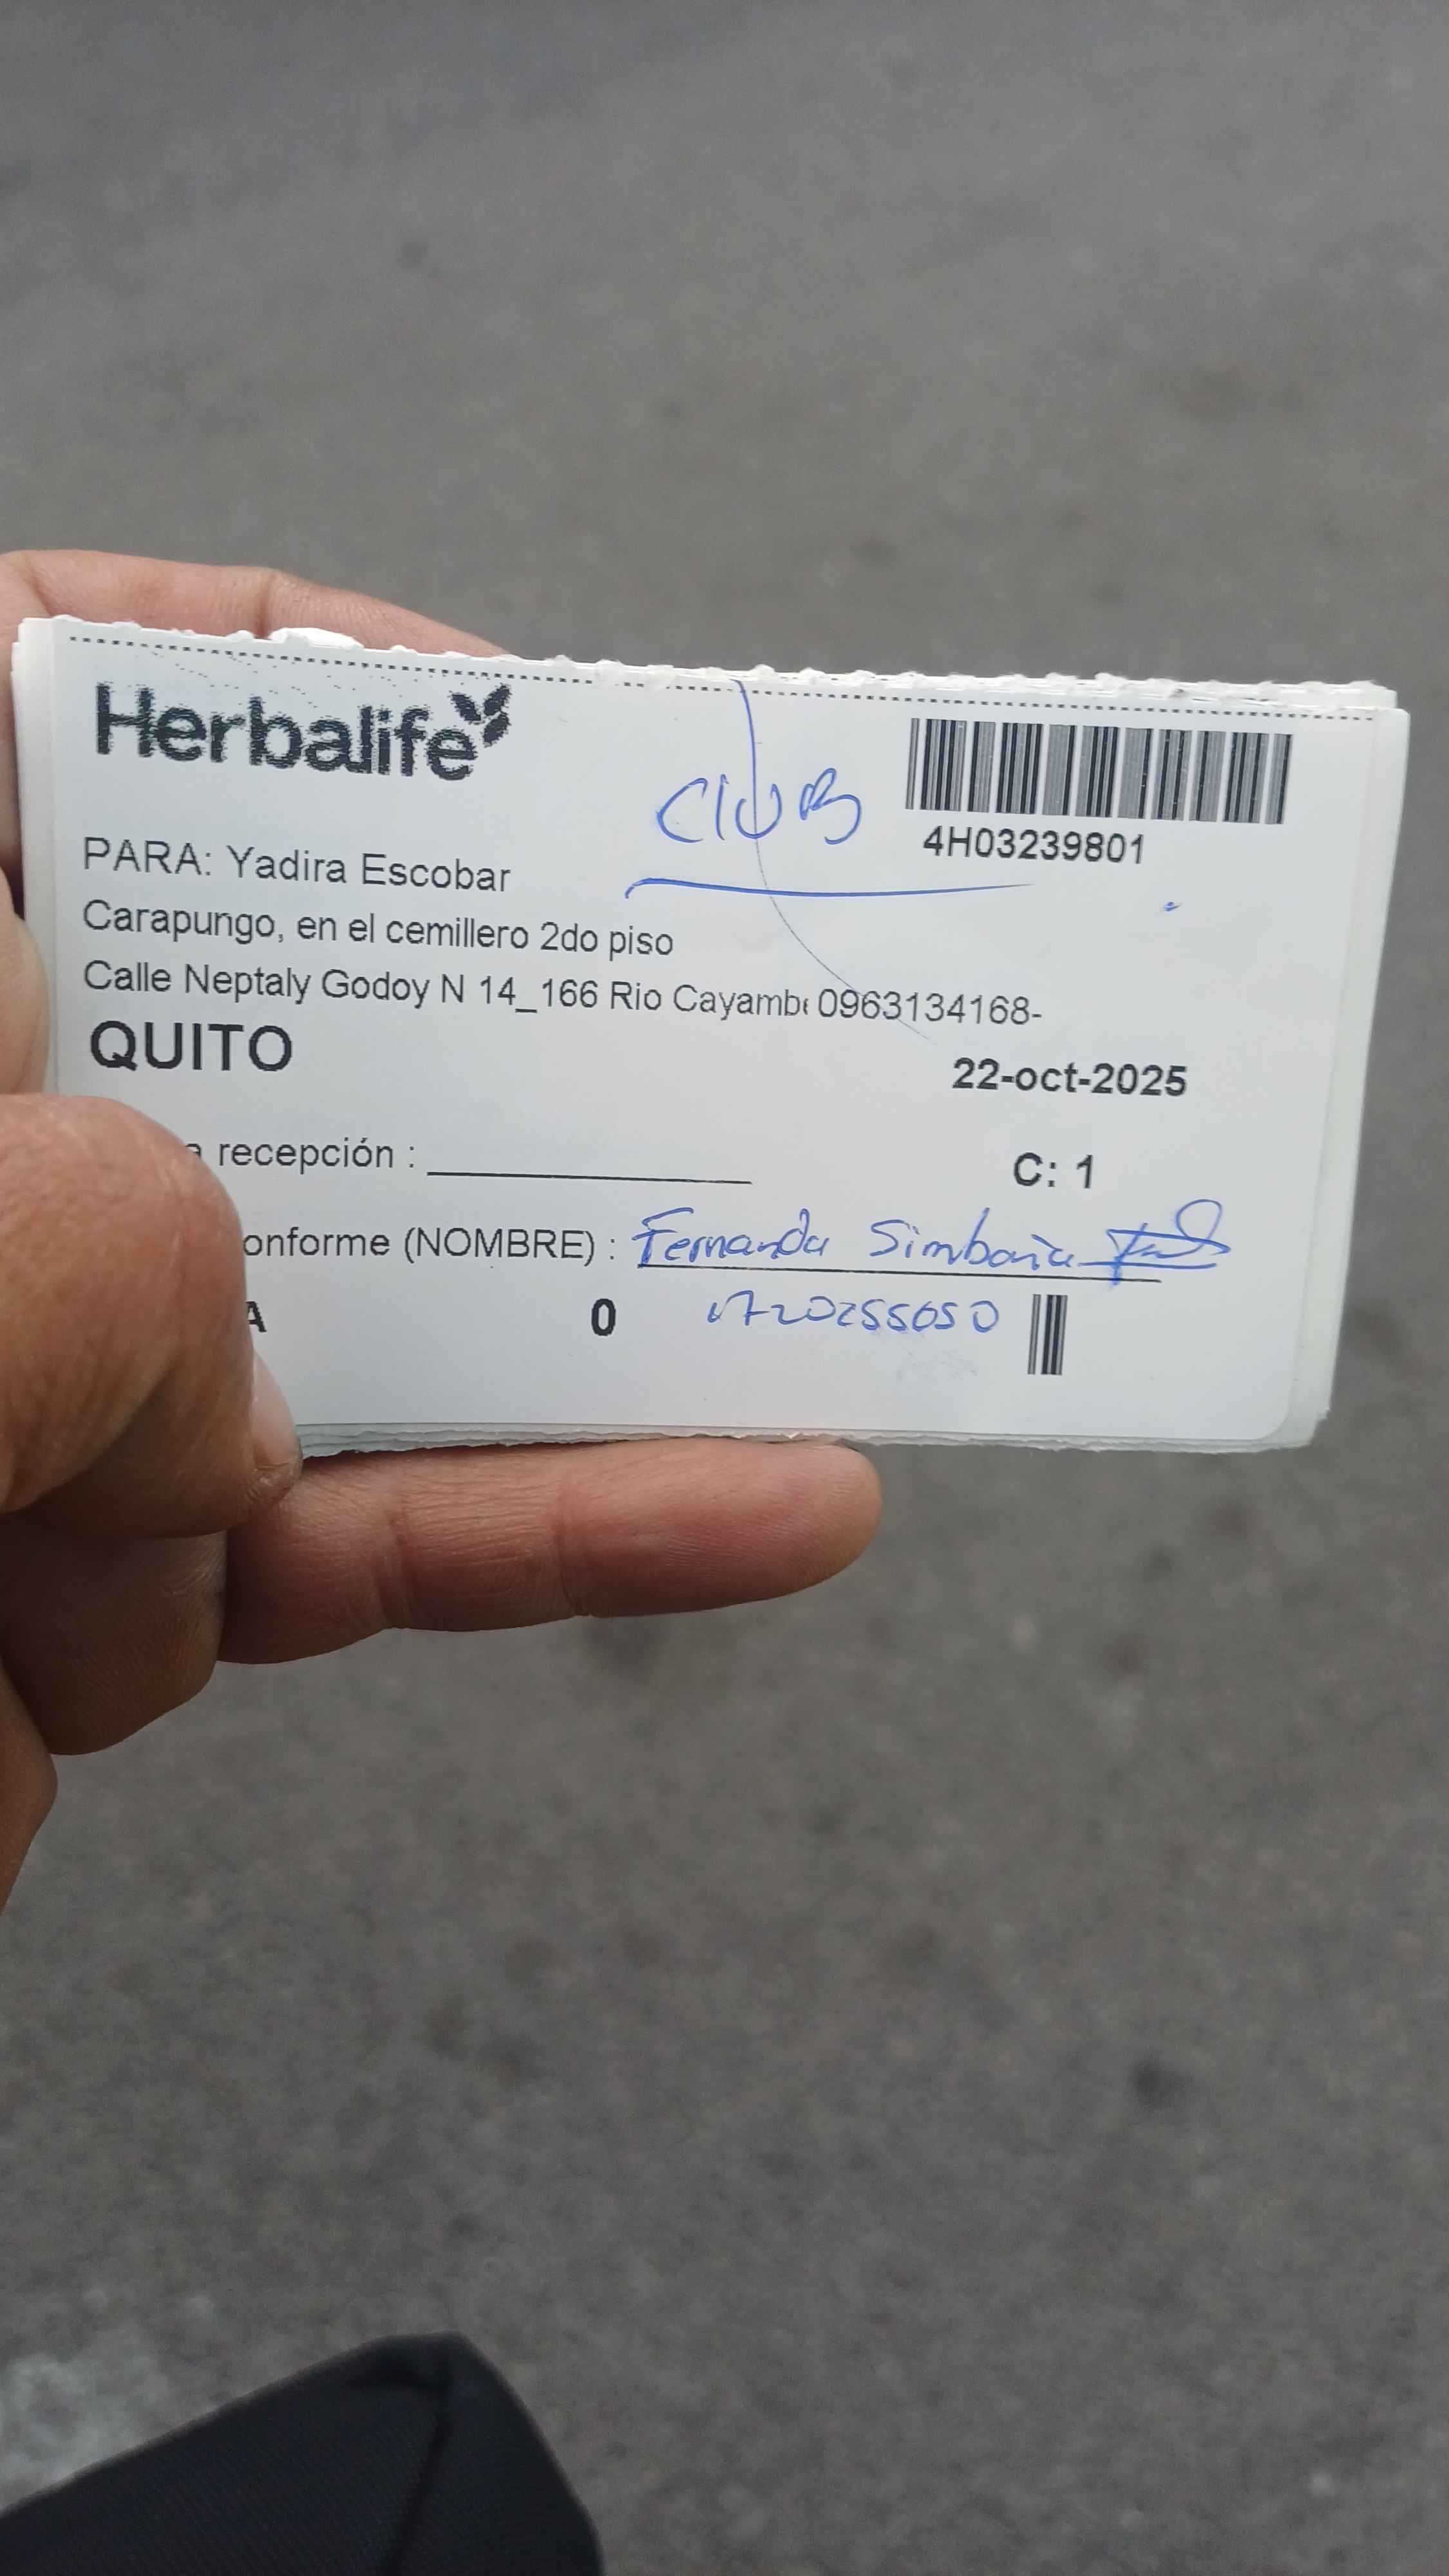 Herbalife
CLUB
4H03239801
PARA: Yadira Escobar
Carapungo, en el cemillero 2do piso
Calle Neptaly Godoy N 14_166 Rio Cayamb 0963134168-
QUITO
22-oct-2025
a recepción :
C: 1
onforme (NOMBRE) : Fernanda Simbaña
A 0 1720255050